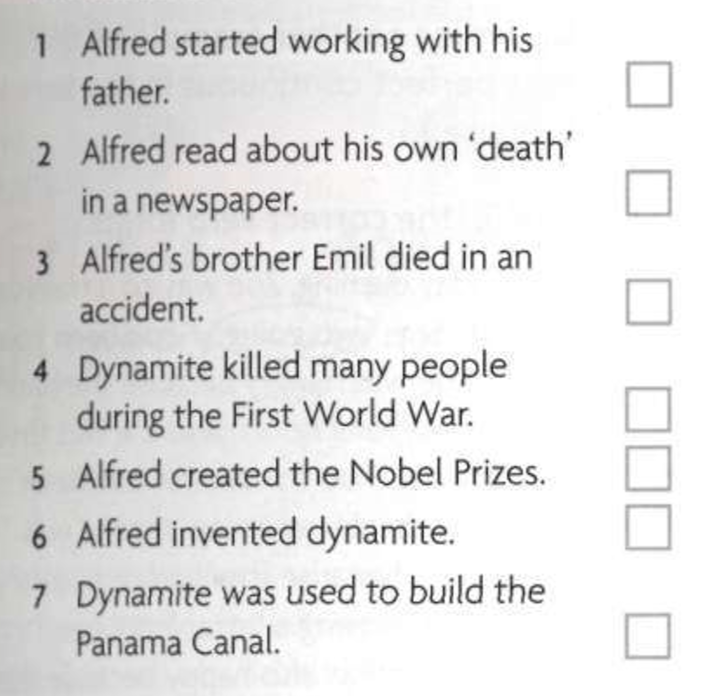 1 Alfred started working with his
father.
2 Alfred read about his own ‘death’
in a newspaper.
3 Alfred’s brother Emil died in an
accident.
4 Dynamite killed many people
during the First World War.
5 Alfred created the Nobel Prizes.
6 Alfred invented dynamite.
7 Dynamite was used to build the
Panama Canal.